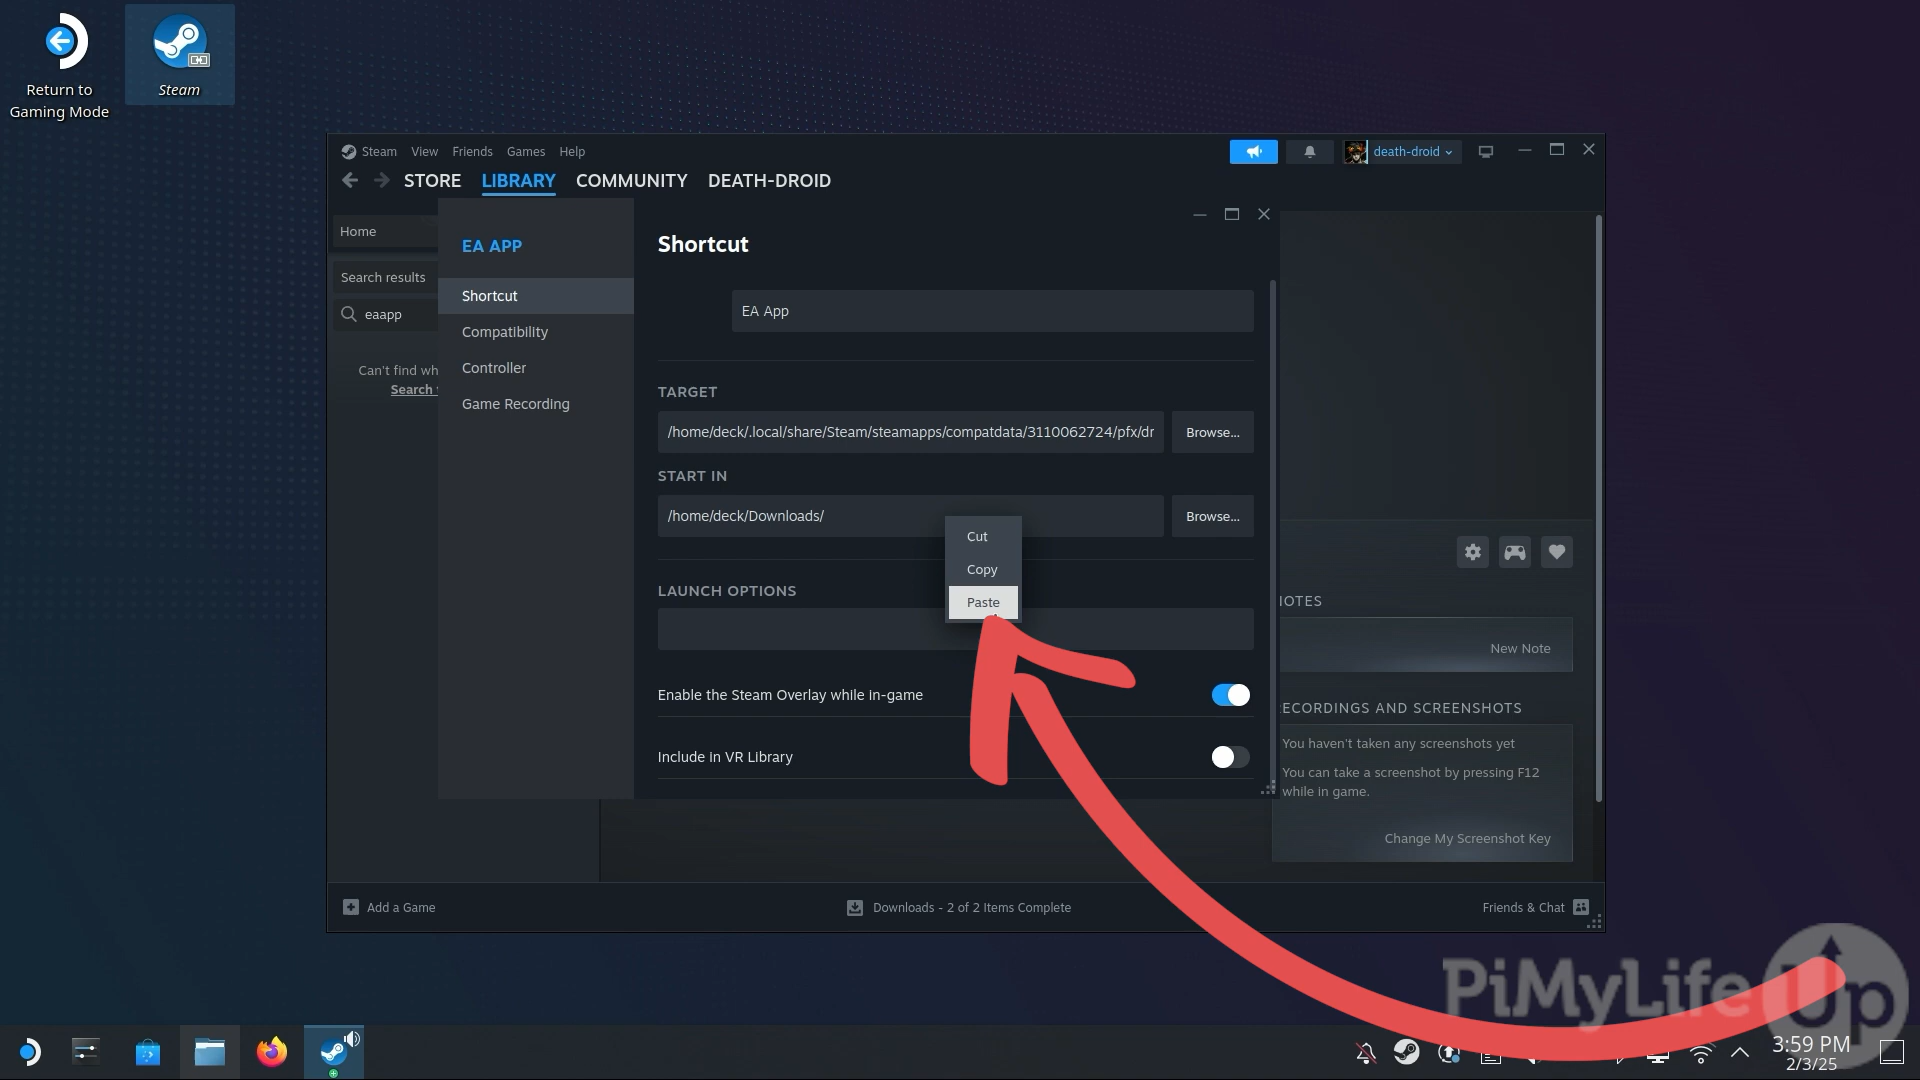 Return to
Gaming Mode
Steam
Steam View Friends Games Help
death-droid
STORE LIBRARY COMMUNITY DEATH-DROID
Home
Search results
eaapp
Can't find wh
Search
EA APP
Shortcut
Compatibility
Controller
Game Recording
Shortcut
EA App
TARGET
/home/deck/.local/share/Steam/steamapps/compatdata/3110062724/pfx/dr
Browse...
START IN
/home/deck/Downloads/
Browse...
Cut
Copy
Paste
LAUNCH OPTIONS
Enable the Steam Overlay while in-game
Include in VR Library
OTES
New Note
ECORDINGS AND SCREENSHOTS
You haven't taken any screenshots yet
You can take a screenshot by pressing F12
while in game.
Change My Screenshot Key
Add a Game
Downloads - 2 of 2 Items Complete
Friends & Chat
PiMyLifeUp
3:59 PM
2/3/25